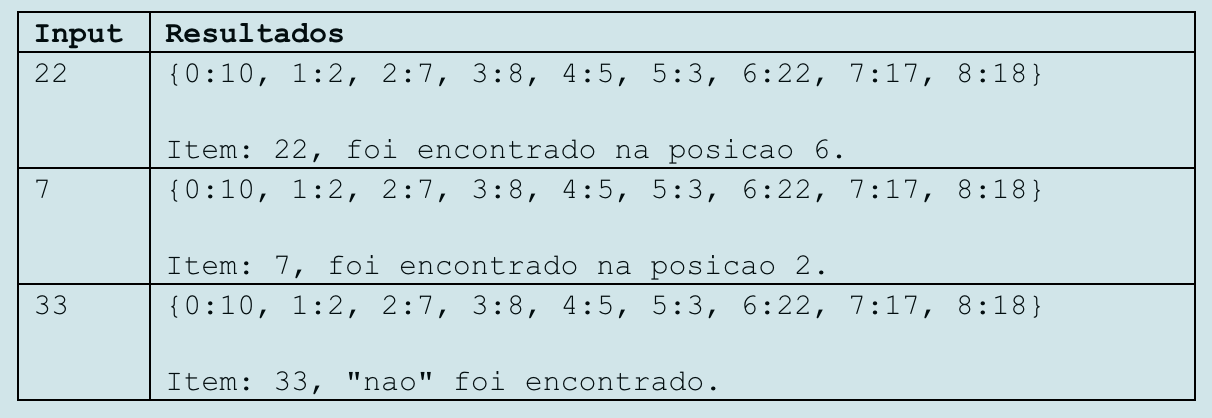 Input Resultados
22 {0:10, 1:2, 2:7, 3:8, 4:5, 5:3, 6:22, 7:17, 8:18}
Item: 22, foi encontrado na posicao 6.
7 {0:10, 1:2, 2:7, 3:8, 4:5, 5:3, 6:22, 7:17, 8:18}
Item: 7, foi encontrado na posicao 2.
33 {0:10, 1:2, 2:7, 3:8, 4:5, 5:3, 6:22, 7:17, 8:18}
Item: 33, "nao" foi encontrado.